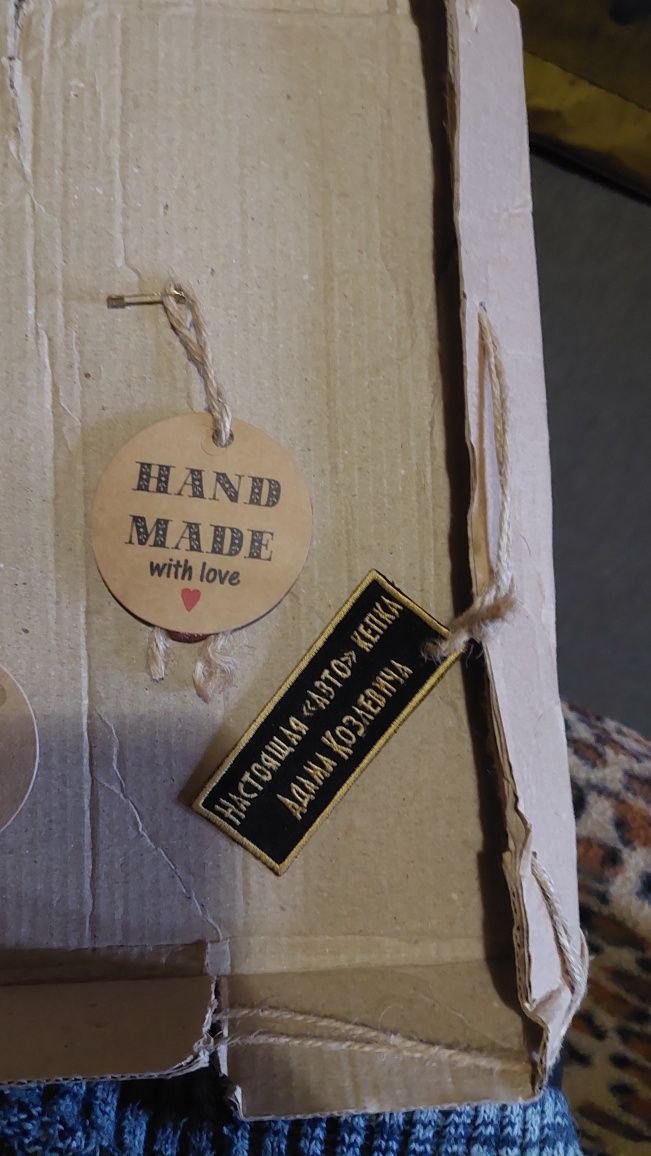 HAND
MADE
with love
НАСТОЯЩАЯ «АВТО» КЕПКА
АДАМА КОЗЛЕВИЧА